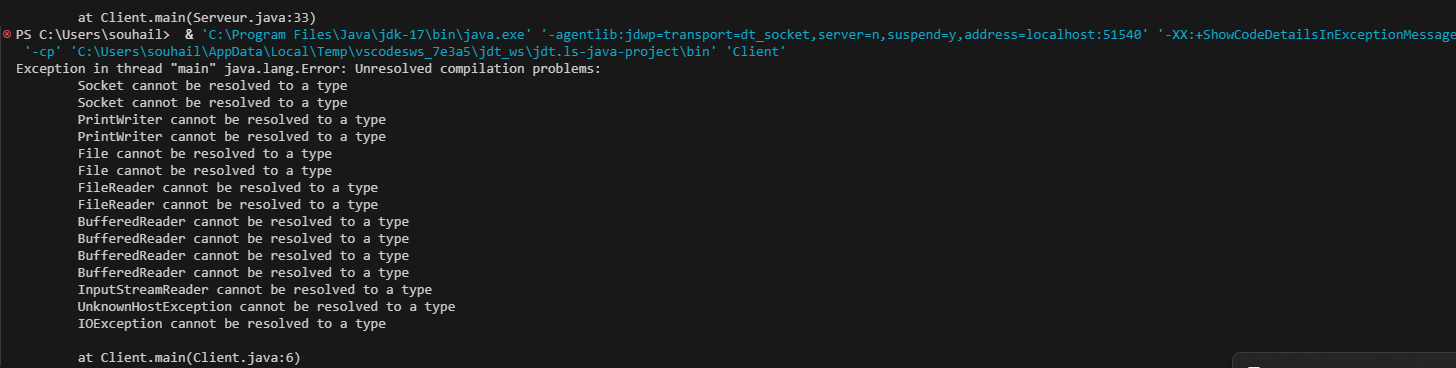 at Client.main(Serveur.java:33)
PS C:\Users\souhail>  & 'C:\Program Files\Java\jdk-17\bin\java.exe' '-agentlib:jdwp=transport=dt_socket,server=n,suspend=y,address=localhost:51540' '-XX:+ShowCodeDetailsInExceptionMessage
'-cp' 'C:\Users\souhail\AppData\Local\Temp\vscodesws_7e3a5\jdt_ws\jdt.ls-java-project\bin' 'Client'
Exception in thread "main" java.lang.Error: Unresolved compilation problems:
Socket cannot be resolved to a type
Socket cannot be resolved to a type
PrintWriter cannot be resolved to a type
PrintWriter cannot be resolved to a type
File cannot be resolved to a type
File cannot be resolved to a type
FileReader cannot be resolved to a type
FileReader cannot be resolved to a type
BufferedReader cannot be resolved to a type
BufferedReader cannot be resolved to a type
BufferedReader cannot be resolved to a type
BufferedReader cannot be resolved to a type
InputStreamReader cannot be resolved to a type
UnknownHostException cannot be resolved to a type
IOException cannot be resolved to a type
at Client.main(Client.java:6)